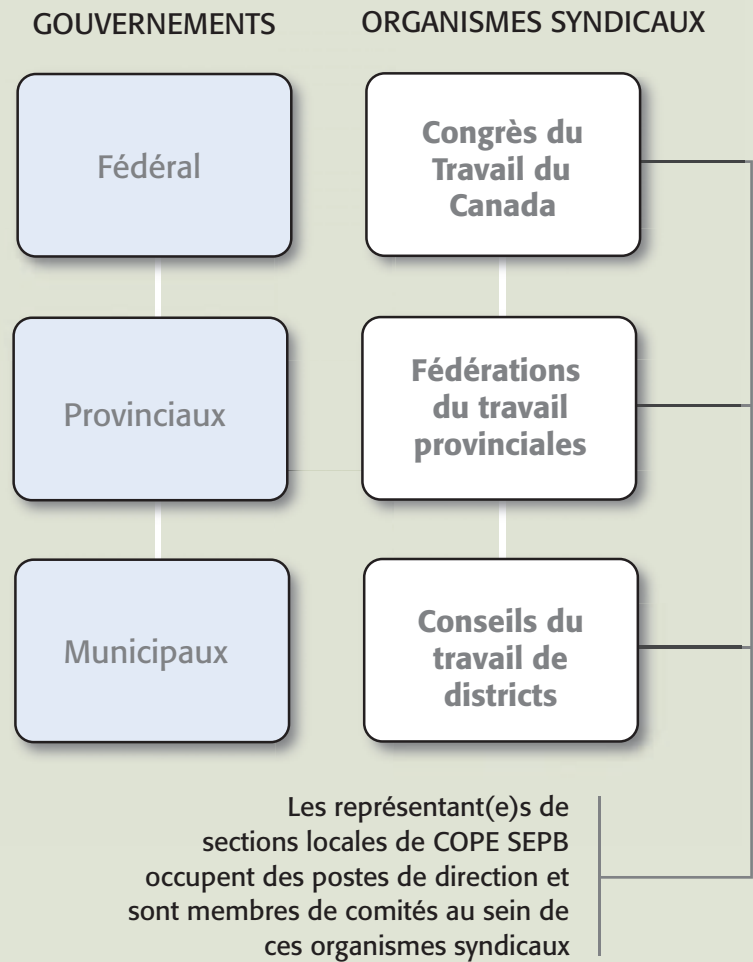 GOUVERNEMENTS
ORGANISMES SYNDICAUX
Fédéral
Congrès du
Travail du
Canada
Provinciaux
Fédérations
du travail
provinciales
Municipaux
Conseils du
travail de
districts
Les représentant(e)s de
sections locales de COPE SEPB
occupent des postes de direction et
sont membres de comités au sein de
ces organismes syndicaux